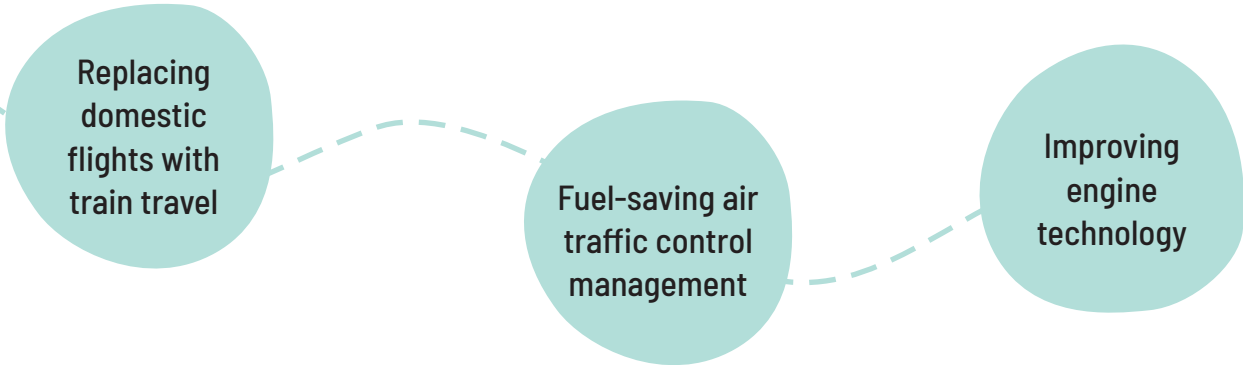 Replacing
domestic
flights with
train travel
Fuel-saving air
traffic control
management
Improving
engine
technology